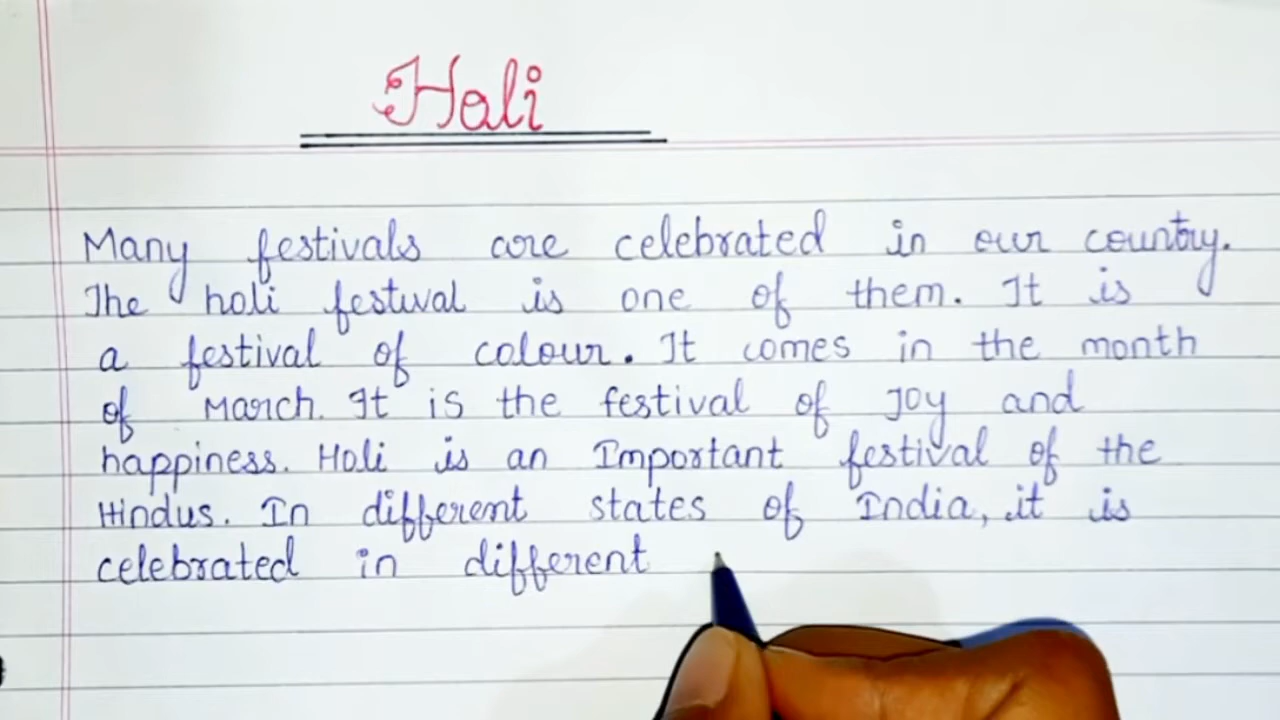 Holi
Many festivals are celebrated in our country.
The holi festival is one of them. It is
a festival of colour. It comes in the month
of March. It is the festival of Joy and
happiness. Holi is an Important festival of the
Hindus. In different states of India, it is
celebrated in different